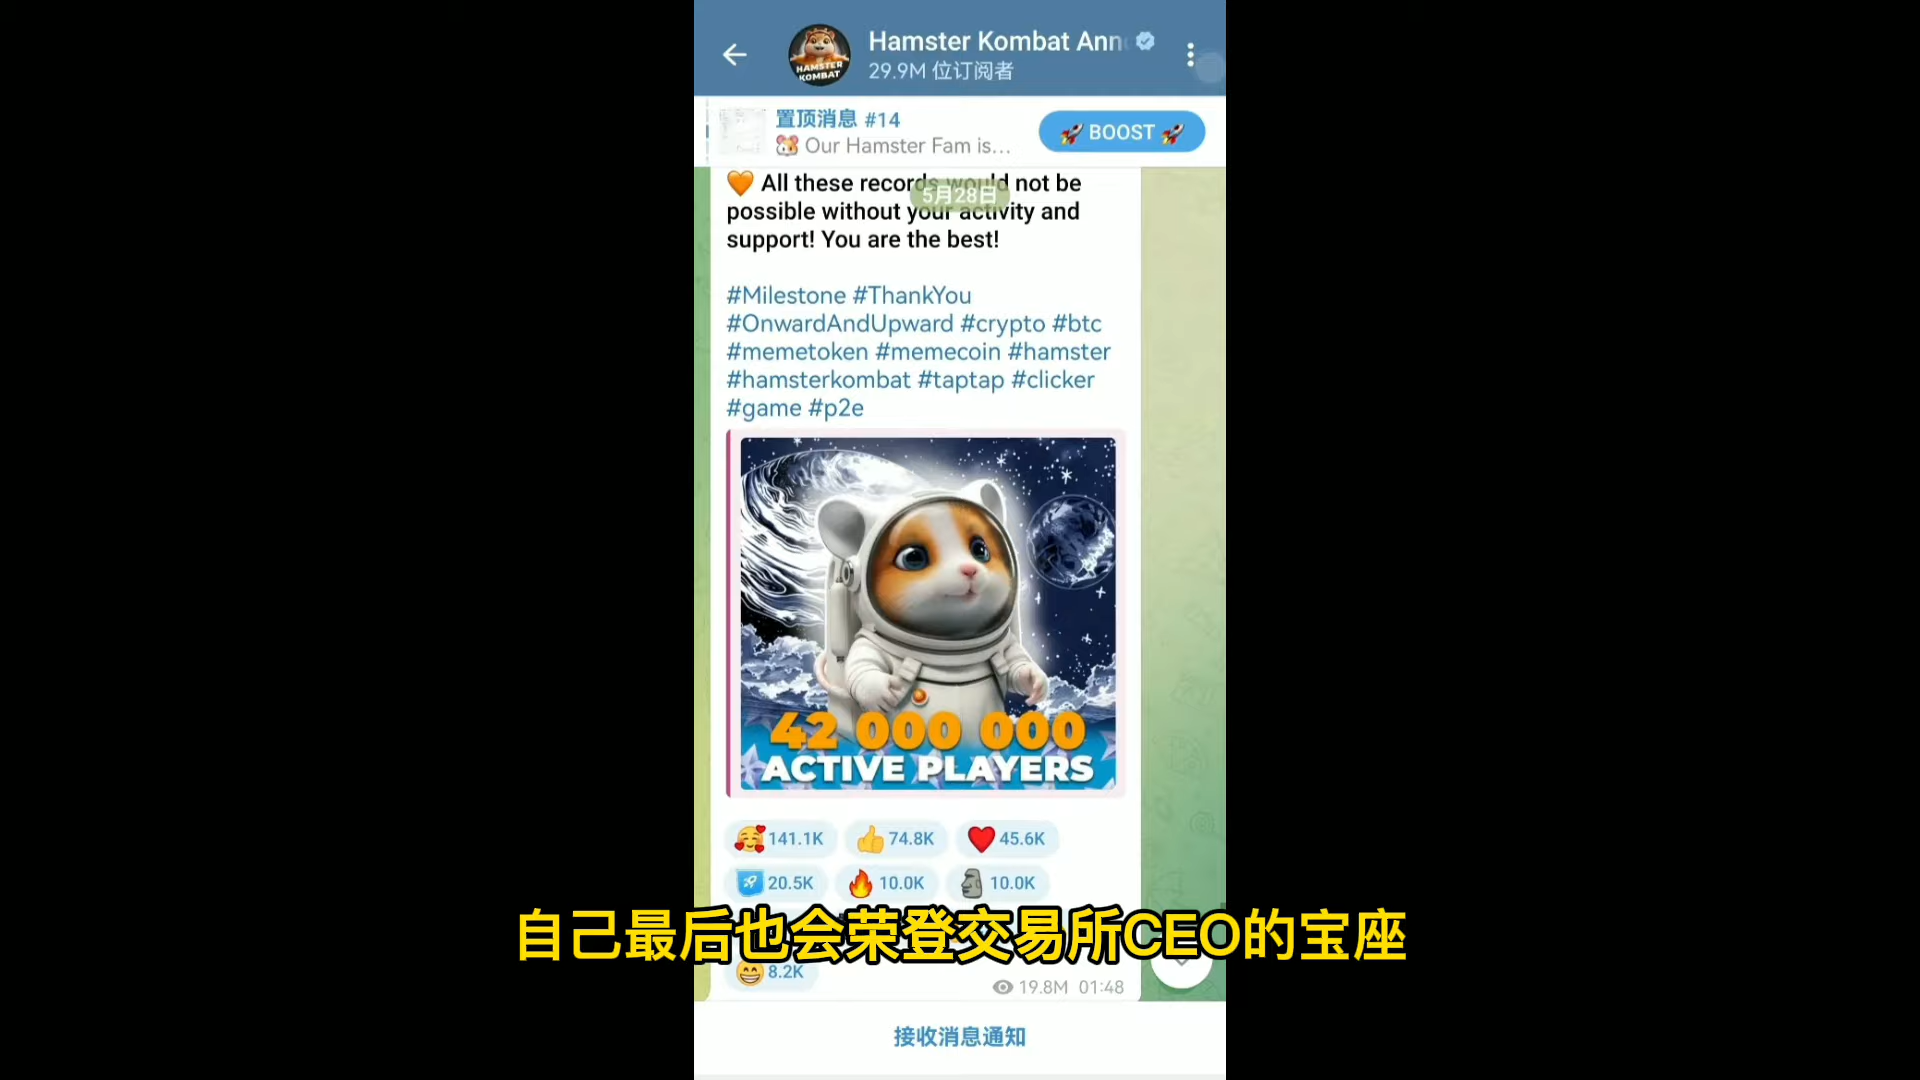 Hamster Kombat Ann
29.9M 位订阅者
HAMSTER
KOMBAT
置顶消息 #14
🐹 Our Hamster Fam is...
🚀 BOOST 🚀
5月28日
🧡 All these records would not be
possible without your activity and
support! You are the best!
#Milestone #ThankYou
#OnwardAndUpward #crypto #btc
#memetoken #memecoin #hamster
#hamsterkombat #taptap #clicker
#game #p2e
42 000 000
ACTIVE PLAYERS
🥰 141.1K 👍 74.8K ❤️ 45.6K
20.5K 🔥 10.0K 🗿 10.0K
自己最后也会荣登交易所CEO的宝座
😁 8.2K
19.8M 01:48
接收消息通知